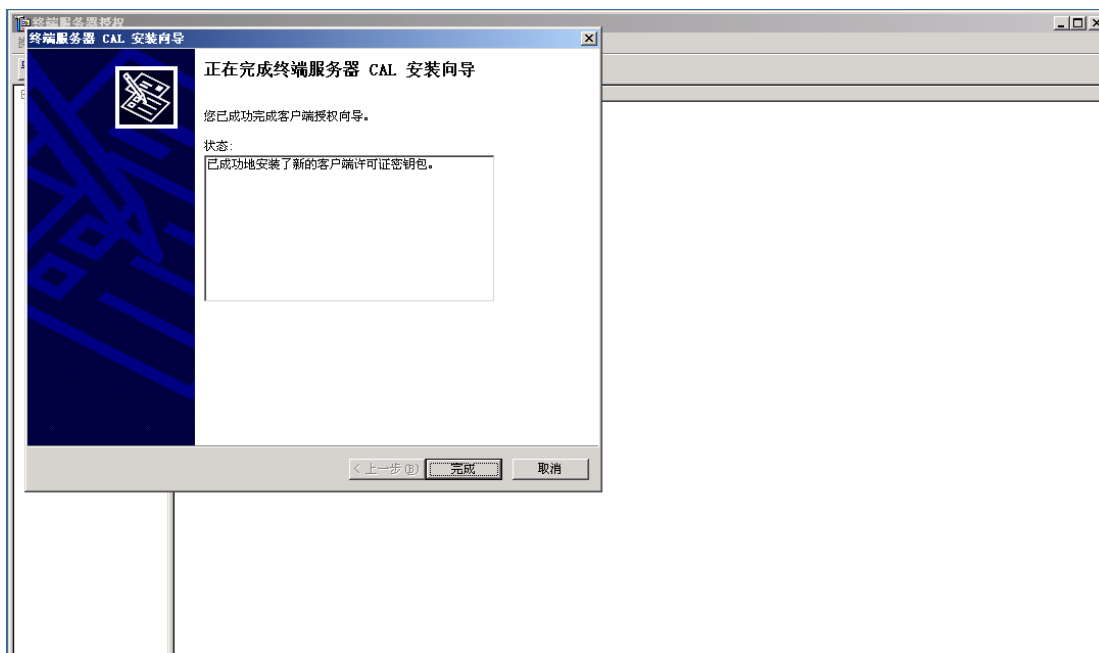 终端服务器授权
终端服务器 CAL 安装向导
正在完成终端服务器 CAL 安装向导
您已成功完成客户端授权向导。
状态:
已成功地安装了新的客户端许可证密钥包。
< 上一步(B)
完成
取消